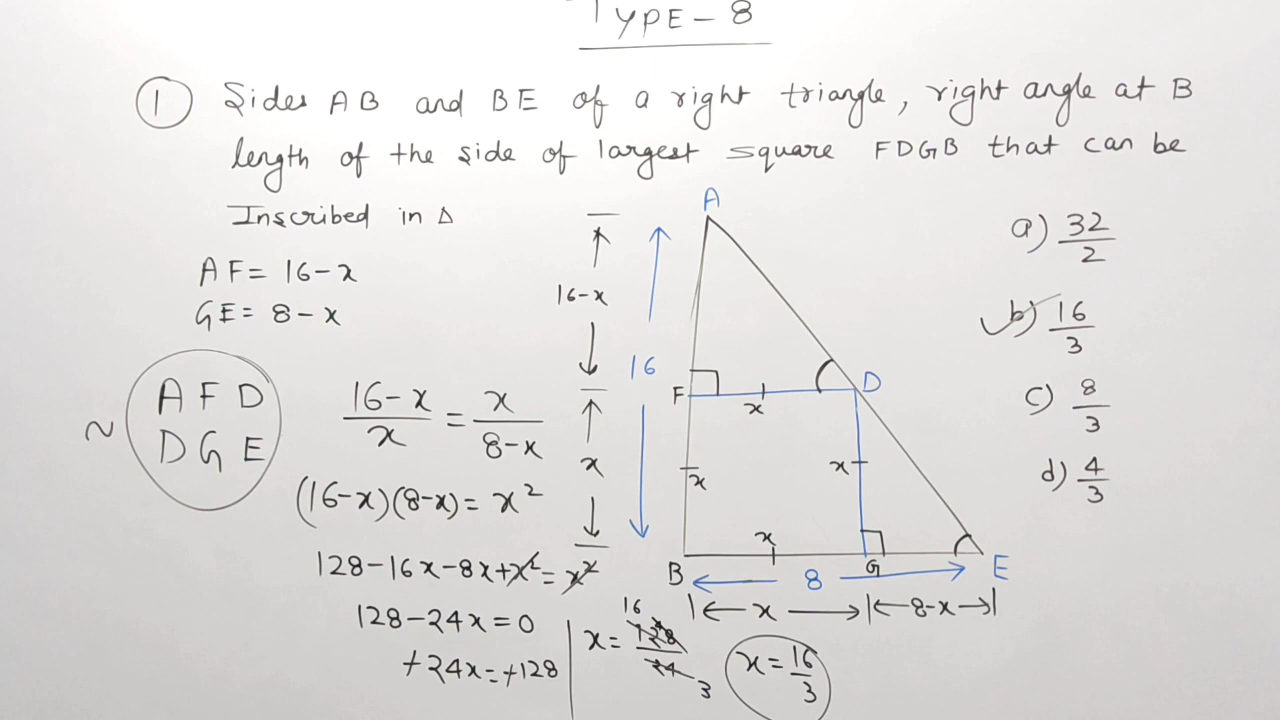 TYPE - 8
① Sides AB and BE of a right triangle, right angle at B
length of the side of largest square FDGB that can be
Inscribed in Δ
AF = 16-x
GE = 8-x
~ AFD
DGE
(16-x)/x = x/(8-x)
(16-x)(8-x) = x²
128-16x-8x+x² = x²
128-24x=0
+24x=+128
x = 128/24
16
3
x = 16/3
A
16-x
16
F
x
D
x
x
x
x
B
8
G
E
x
8-x
a) 32/2
b) 16/3
c) 8/3
d) 4/3